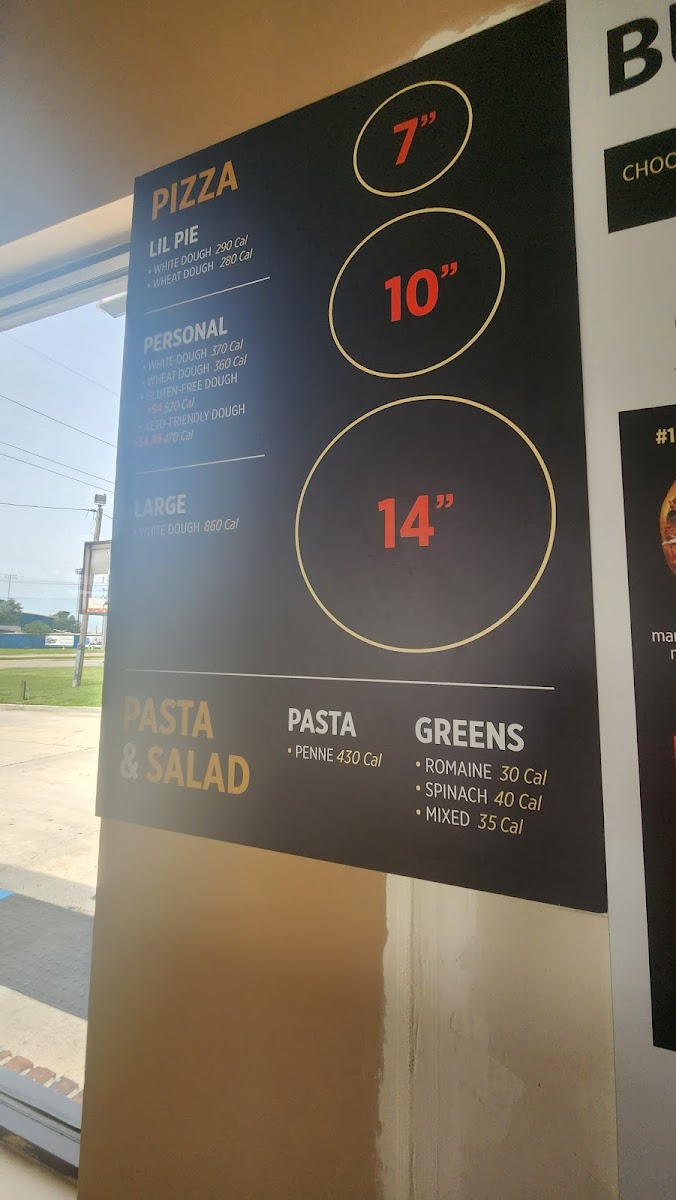 PIZZA
LIL PIE
• WHITE DOUGH 290 Cal
• WHEAT DOUGH 280 Cal
7”
PERSONAL
• WHITE DOUGH 370 Cal
• WHEAT DOUGH 360 Cal
• GLUTEN-FREE DOUGH
+$4 520 Cal
• KETO-FRIENDLY DOUGH
470 Cal
10”
LARGE
• WHITE DOUGH 860 Cal
14”
PASTA
& SALAD
PASTA
• PENNE 430 Cal
GREENS
• ROMAINE 30 Cal
• SPINACH 40 Cal
• MIXED 35 Cal
CHOO
#1